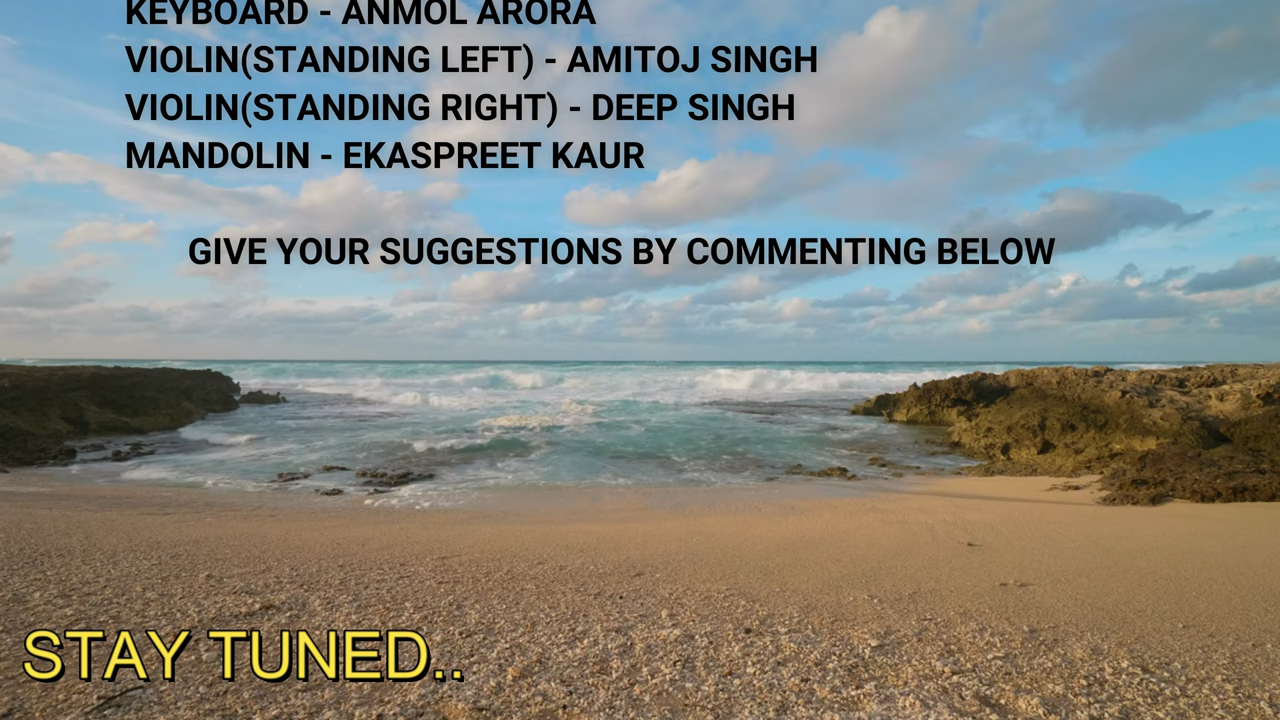 KEYBOARD - ANMOL ARORA
VIOLIN(STANDING LEFT) - AMITOJ SINGH
VIOLIN(STANDING RIGHT) - DEEP SINGH
MANDOLIN - EKASPREET KAUR
GIVE YOUR SUGGESTIONS BY COMMENTING BELOW
STAY TUNED..